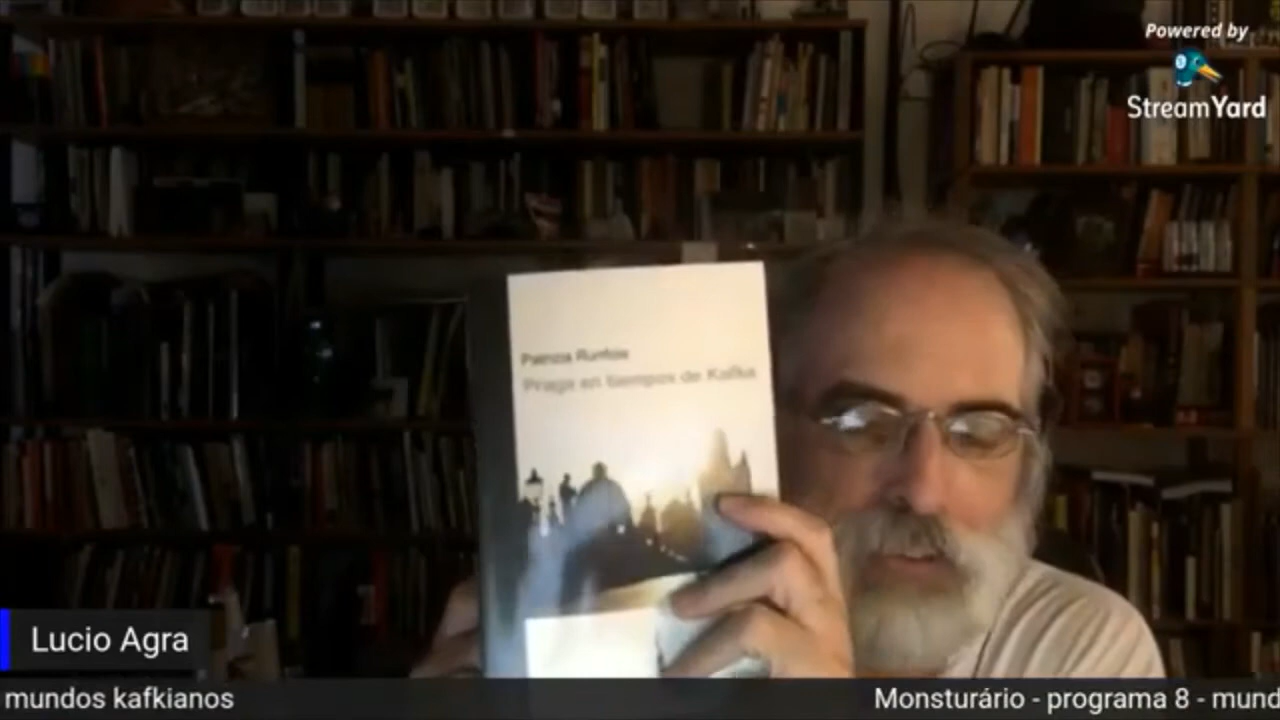 Powered by
StreamYard
Patrizia Runfola
Praga en tiempos de Kafka
Lucio Agra
mundos kafkianos
Monsturário - programa 8 - mund